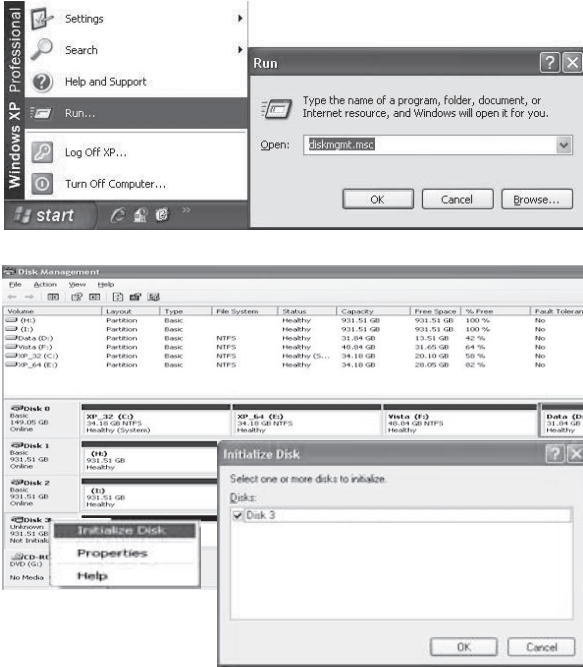 Windows XP Professional
Settings
Search
Help and Support
Run...
Log Off XP...
Turn Off Computer...
start
Run
Type the name of a program, folder, document, or
Internet resource, and Windows will open it for you.
Open: diskmgmt.msc
OK Cancel Browse...
Disk Management
File Action View Help
Volume Layout Type File System Status Capacity Free Space % Free Fault Toleran
(H:) Partition Basic Healthy 931.51 GB 931.51 GB 100 % No
(I:) Partition Basic Healthy 931.51 GB 931.51 GB 100 % No
Data (D:) Partition Basic NTFS Healthy 31.84 GB 13.51 GB 42 % No
Vista (F:) Partition Basic NTFS Healthy 48.84 GB 31.65 GB 64 % No
XP_32 (C:) Partition Basic NTFS Healthy (S... 34.18 GB 20.10 GB 58 % No
XP_64 (E:) Partition Basic NTFS Healthy 34.18 GB 28.05 GB 82 % No
Disk 0
Basic
149.05 GB
Online
XP_32 (C:)
34.18 GB NTFS
Healthy (System)
XP_64 (E:)
34.18 GB NTFS
Healthy
Vista (F:)
48.84 GB NTFS
Healthy
Data (D:
31.84 GB
Healthy
Disk 1
Basic
931.51 GB
Online
(H:)
931.51 GB
Healthy
Disk 2
Basic
931.51 GB
Online
(I:)
931.51 GB
Healthy
Disk 3
Unknown
931.51 GB
Not Initializ
CD-RO
DVD (G:)
No Media
Initialize Disk
Properties
Help
Initialize Disk
Select one or more disks to initialize.
Disks:
Disk 3
OK Cancel